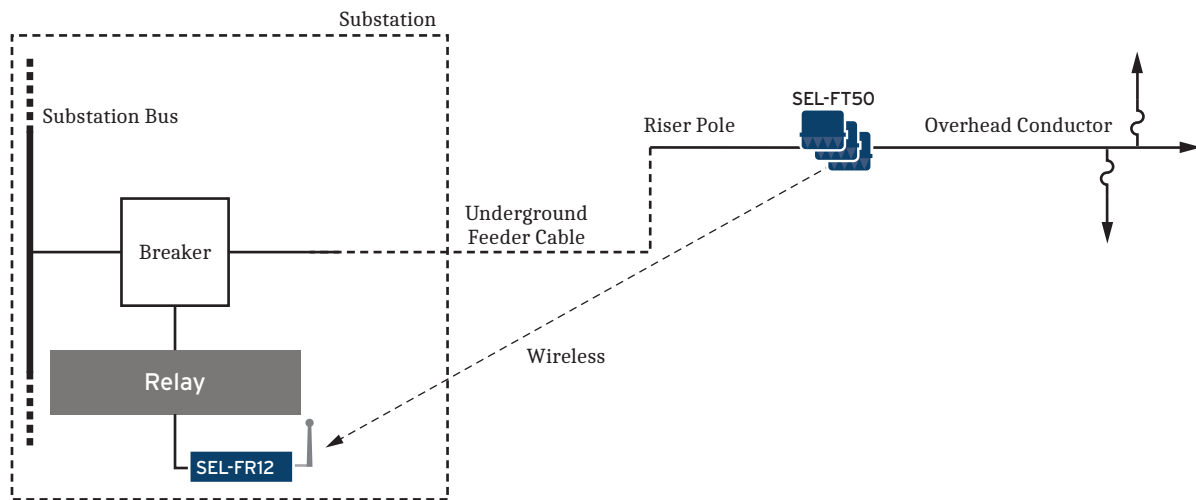 Substation
Substation Bus
SEL-FT50
Riser Pole
Overhead Conductor
Underground
Feeder Cable
Breaker
Wireless
Relay
SEL-FR12